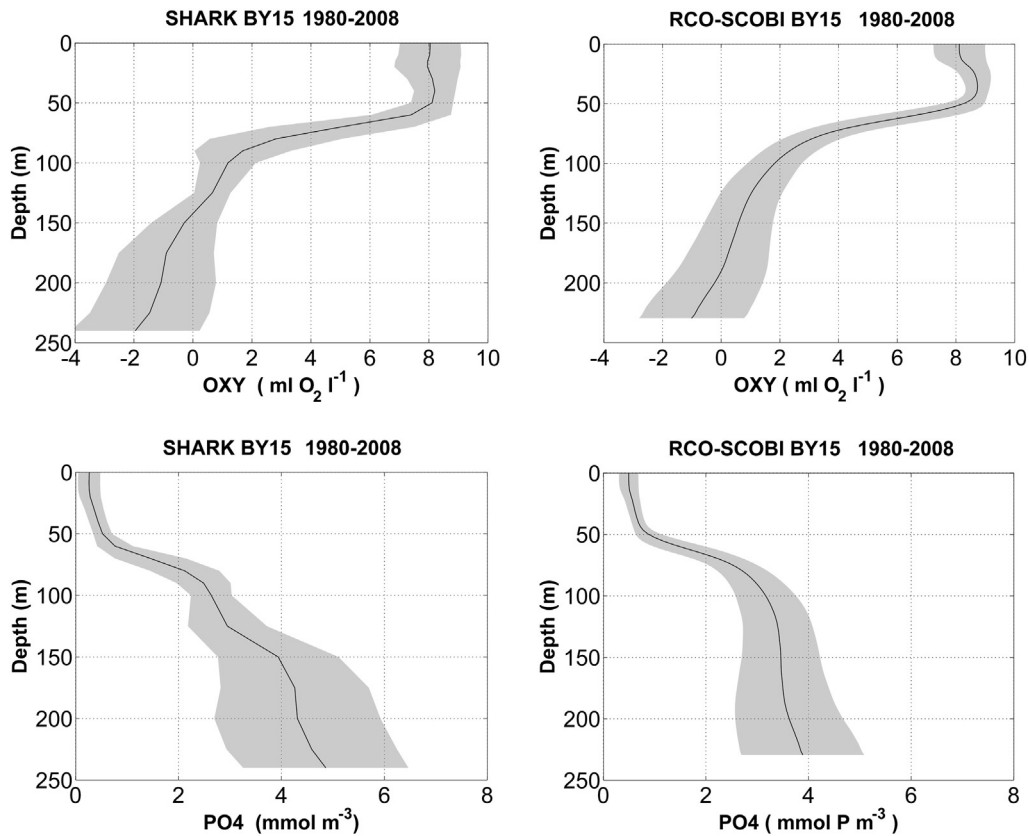 SHARK BY15 1980-2008
0
50
100
150
200
250
Depth (m)
-4 -2 0 2 4 6 8 10
OXY ( ml O2 l-1 )
RCO-SCOBI BY15 1980-2008
0
50
100
150
200
250
Depth (m)
-4 -2 0 2 4 6 8 10
OXY ( ml O2 l-1 )
SHARK BY15 1980-2008
0
50
100
150
200
250
Depth (m)
0 2 4 6 8
PO4 (mmol m-3)
RCO-SCOBI BY15 1980-2008
0
50
100
150
200
250
Depth (m)
0 2 4 6 8
PO4 ( mmol P m-3)